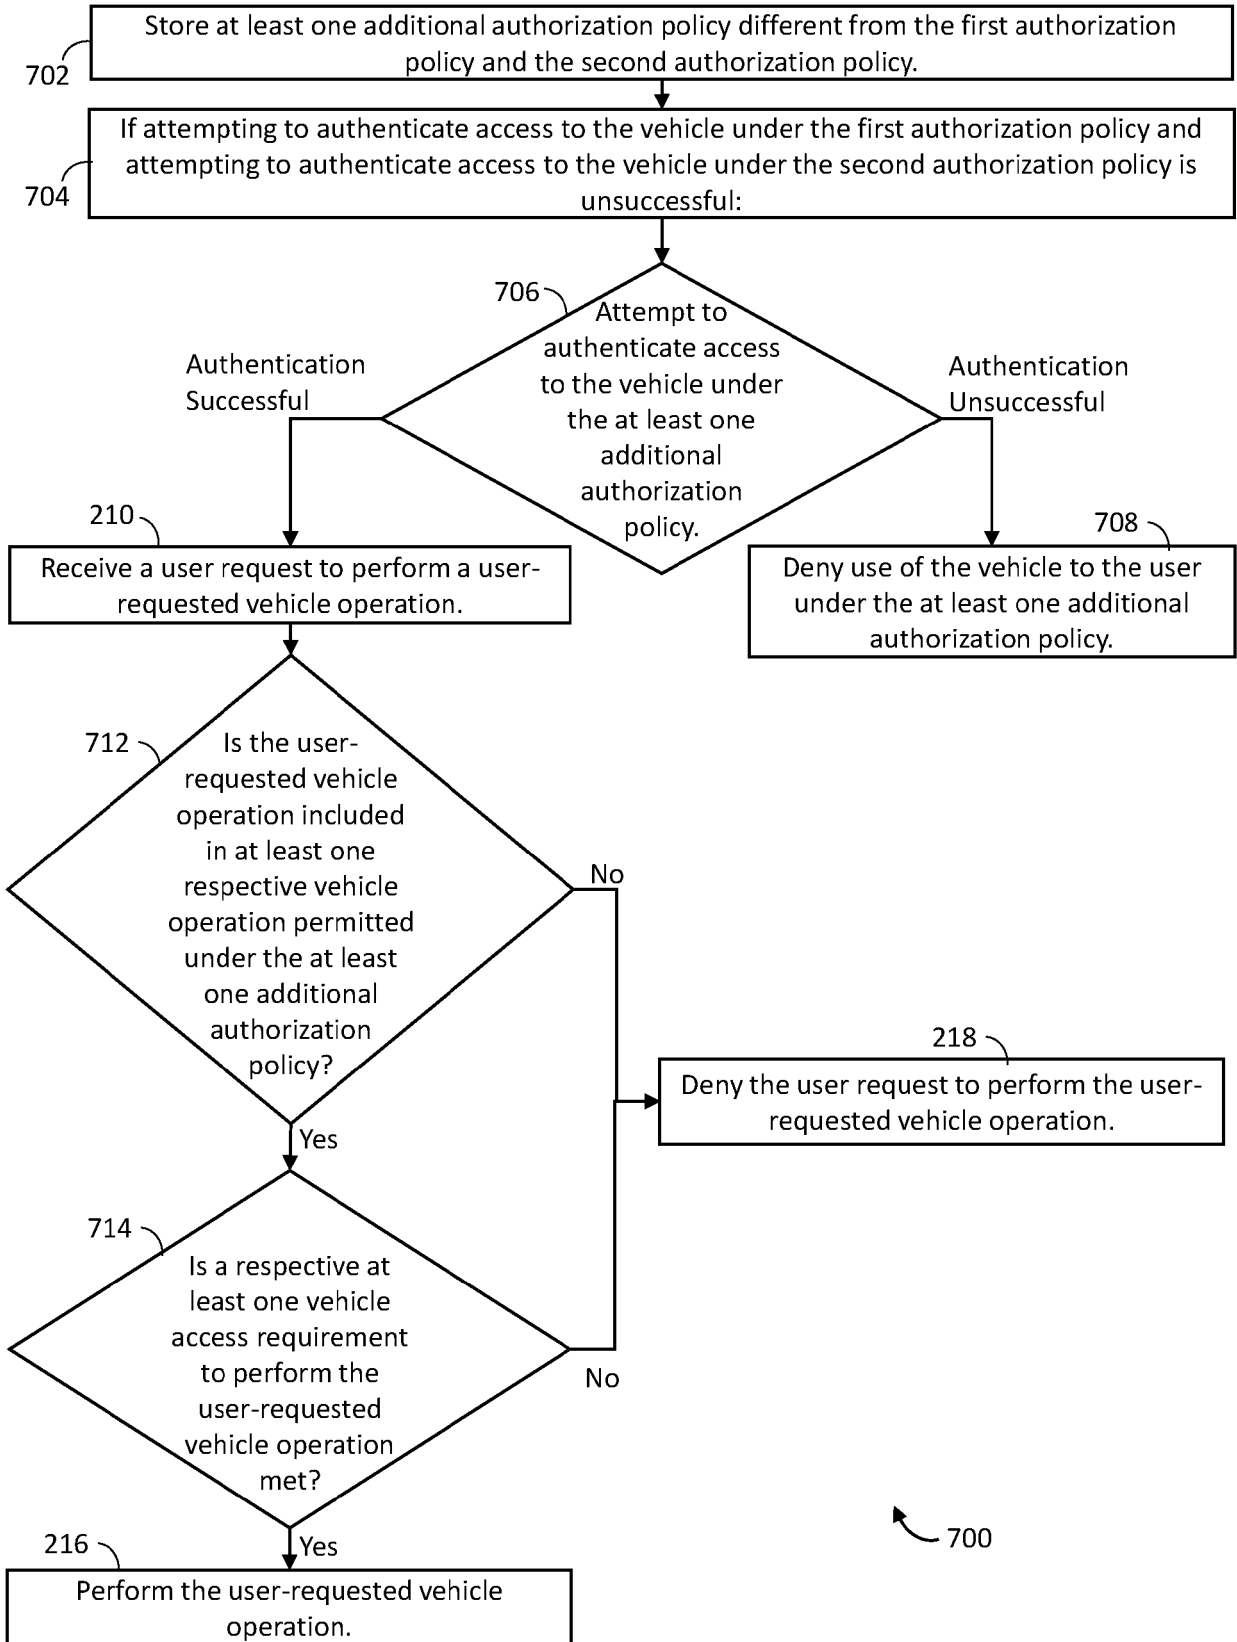 Store at least one additional authorization policy different from the first authorization
policy and the second authorization policy.
702
If attempting to authenticate access to the vehicle under the first authorization policy and
attempting to authenticate access to the vehicle under the second authorization policy is
unsuccessful:
704
706
Attempt to
authenticate access
to the vehicle under
the at least one
additional
authorization
policy.
Authentication
Successful
Authentication
Unsuccessful
210
Receive a user request to perform a user-
requested vehicle operation.
708
Deny use of the vehicle to the user
under the at least one additional
authorization policy.
712
Is the user-
requested vehicle
operation included
in at least one
respective vehicle
operation permitted
under the at least
one additional
authorization
policy?
No
Yes
218
Deny the user request to perform the user-
requested vehicle operation.
714
Is a respective at
least one vehicle
access requirement
to perform the
user-requested
vehicle operation
met?
No
Yes
216
Perform the user-requested vehicle
operation.
700